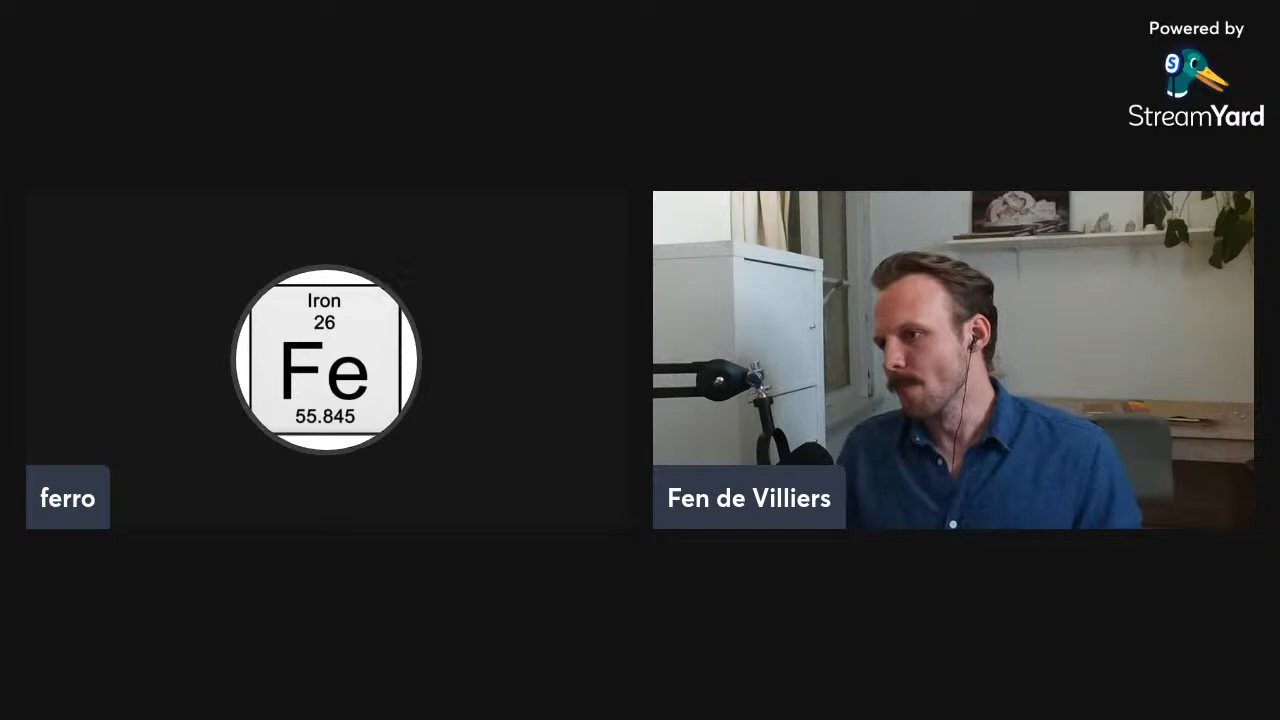 Powered by
S
StreamYard
Iron
26
Fe
55.845
ferro
Fen de Villiers